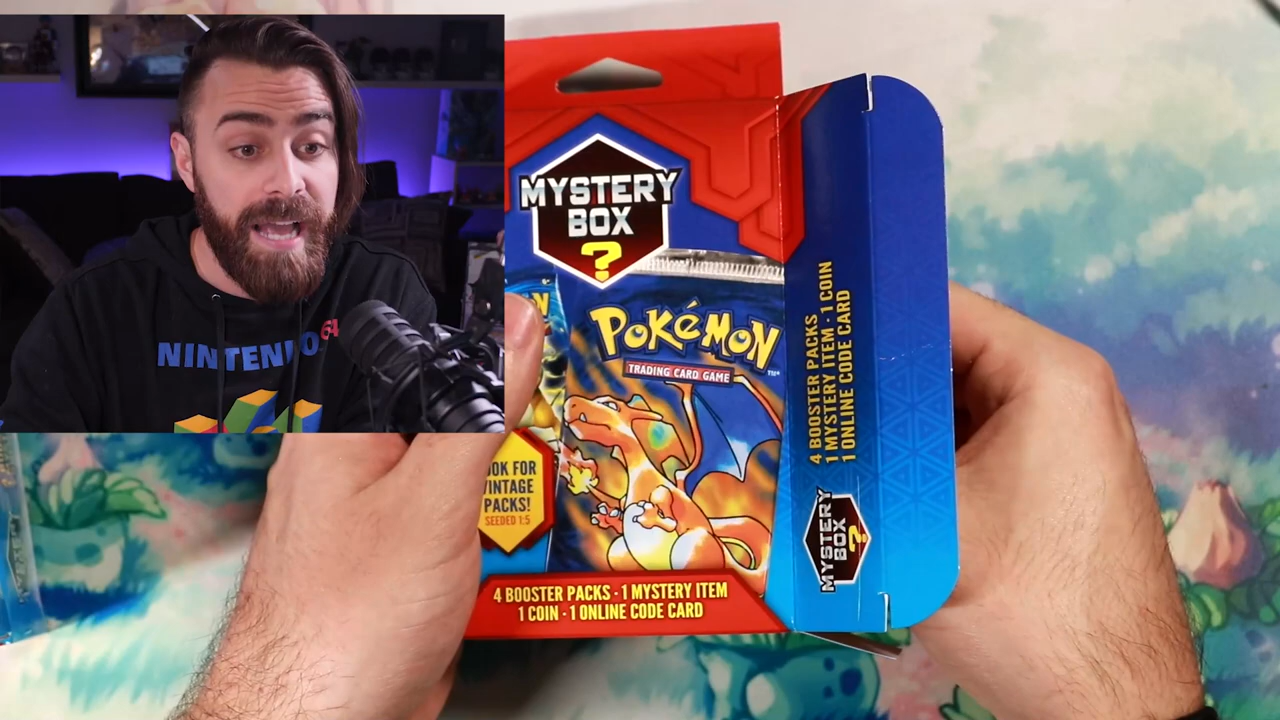 NINTENDO 64
MYSTERY
BOX
?
POKéMON
TRADING CARD GAME
VINTAGE
PACKS!
SEEDED 1:5
4 BOOSTER PACKS · 1 MYSTERY ITEM
1 COIN · 1 ONLINE CODE CARD
4 BOOSTER PACKS
1 MYSTERY ITEM · 1 COIN
1 ONLINE CODE CARD
MYSTERY
BOX
?